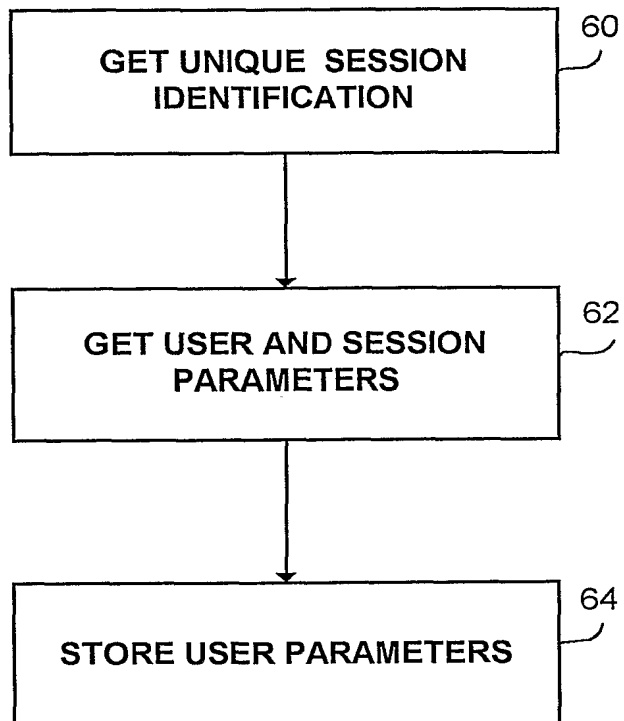 60
GET UNIQUE SESSION
IDENTIFICATION
62
GET USER AND SESSION
PARAMETERS
64
STORE USER PARAMETERS